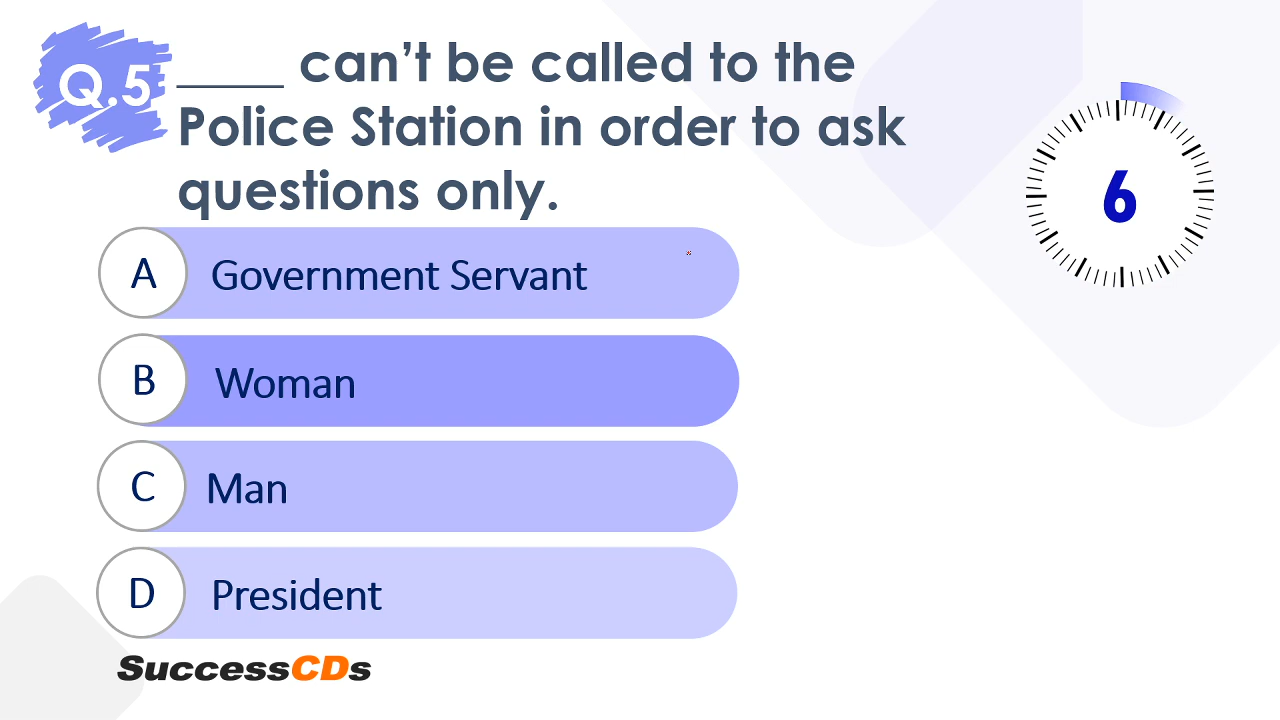 Q.5
____ can’t be called to the
Police Station in order to ask
questions only.
6
A Government Servant
B Woman
C Man
D President
SuccessCDs